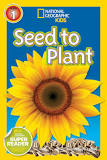 NATIONAL
GEOGRAPHIC
KiDS
1
Seed to
Plant
SUPER
READER